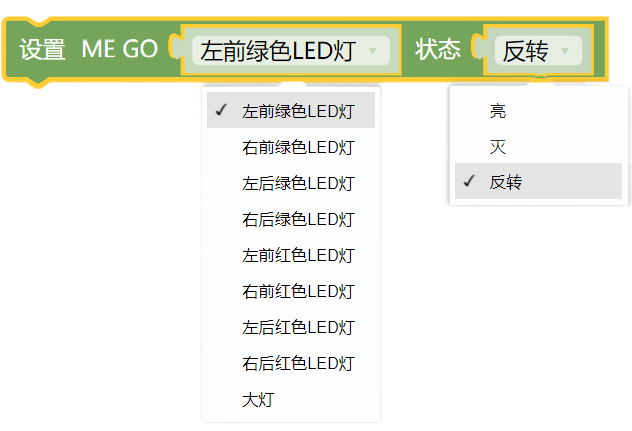 设置 ME GO 左前绿色LED灯 状态 反转
左前绿色LED灯
右前绿色LED灯
左后绿色LED灯
右后绿色LED灯
左前红色LED灯
右前红色LED灯
左后红色LED灯
右后红色LED灯
大灯
亮
灭
反转